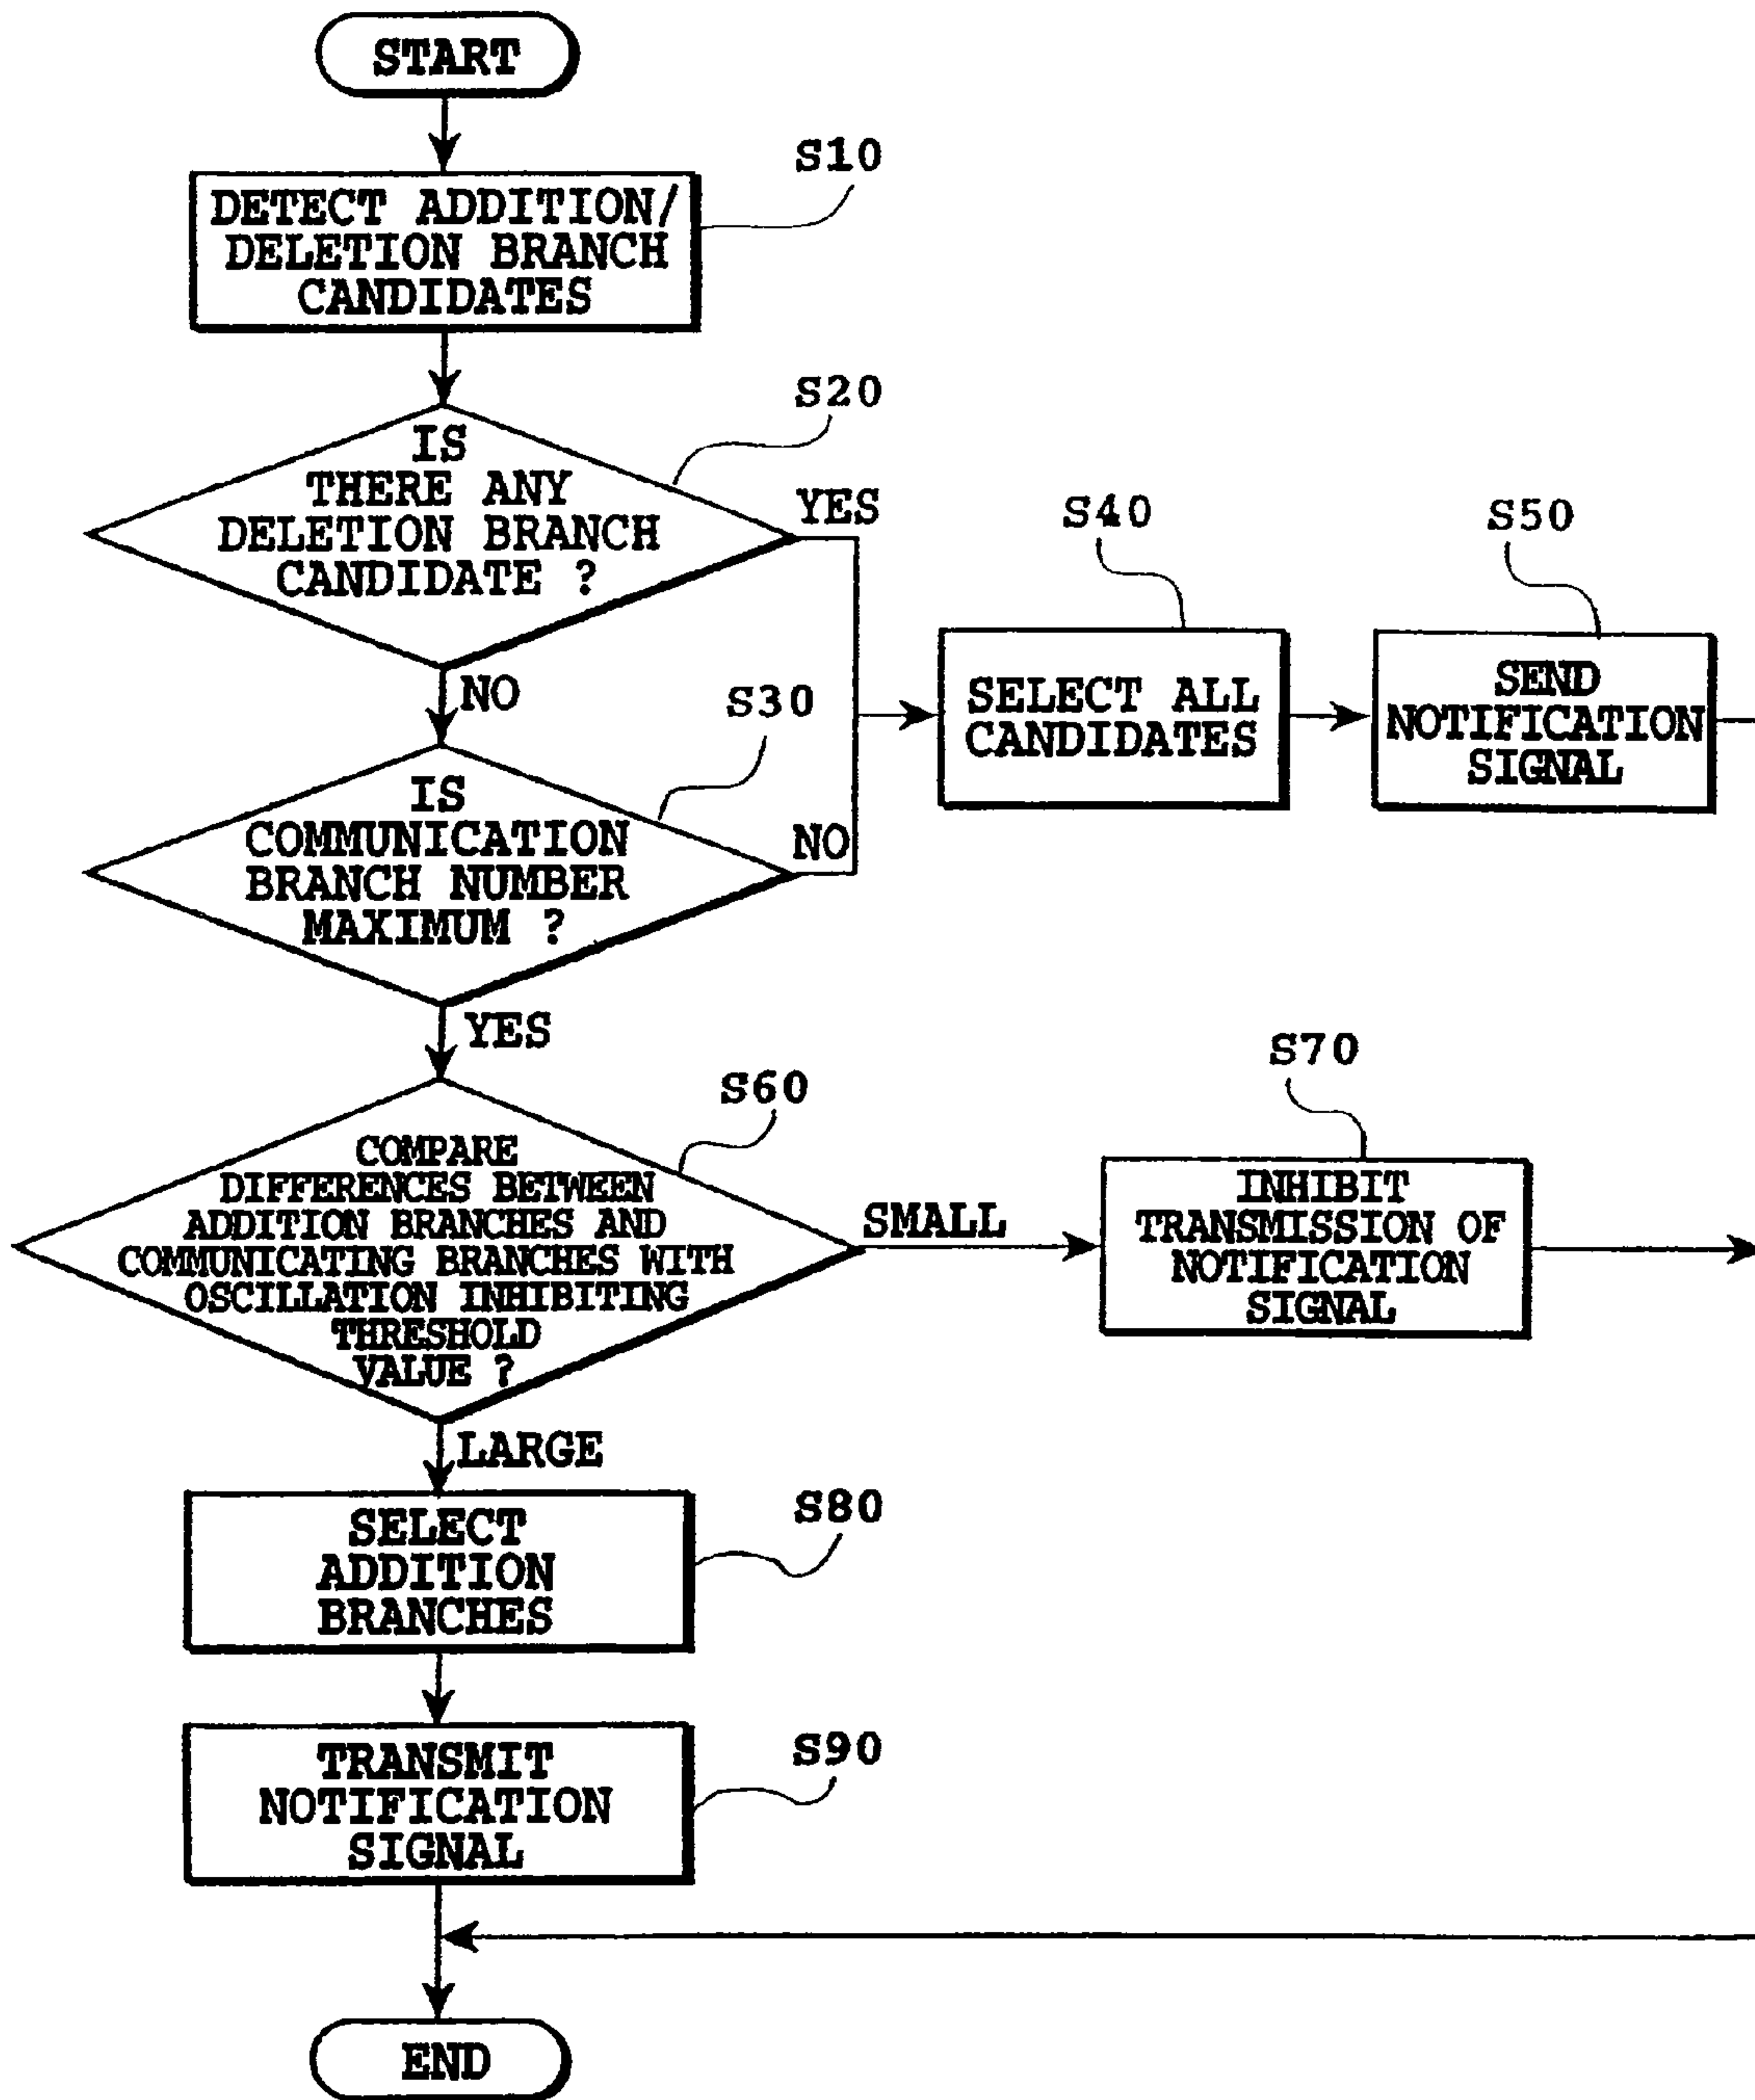 START
S10
DETECT ADDITION/
DELETION BRANCH
CANDIDATES
S20
IS
THERE ANY
DELETION BRANCH
CANDIDATE ?
YES
NO
S30
IS
COMMUNICATION
BRANCH NUMBER
MAXIMUM ?
NO
YES
S40
SELECT ALL
CANDIDATES
S50
SEND
NOTIFICATION
SIGNAL
S60
COMPARE
DIFFERENCES BETWEEN
ADDITION BRANCHES AND
COMMUNICATING BRANCHES WITH
OSCILLATION INHIBITING
THRESHOLD
VALUE ?
SMALL
LARGE
S70
INHIBIT
TRANSMISSION OF
NOTIFICATION
SIGNAL
S80
SELECT
ADDITION
BRANCHES
S90
TRANSMIT
NOTIFICATION
SIGNAL
END